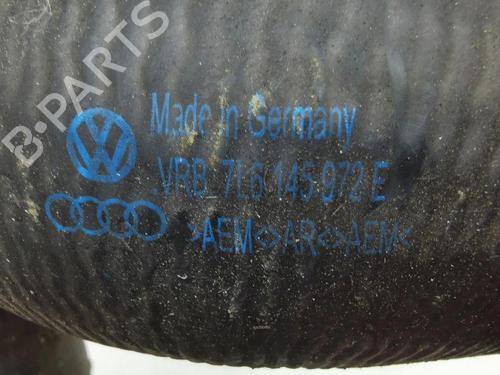 B-PARTS
Made in Germany
VRB 7L6 145 972 E
>AEM<>AR<>AEM<